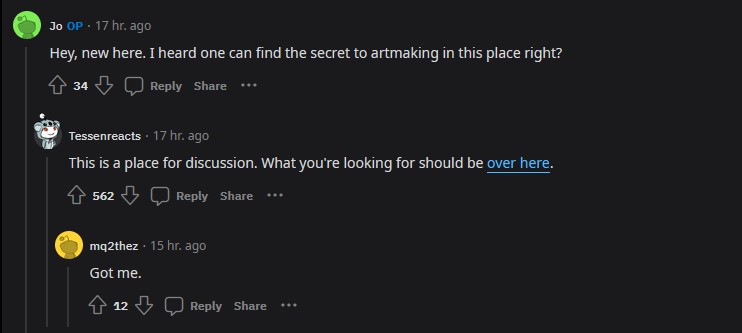 Jo OP · 17 hr. ago
Hey, new here. I heard one can find the secret to artmaking in this place right?
34 Reply Share ···
Tessenreacts · 17 hr. ago
This is a place for discussion. What you're looking for should be over here.
562 Reply Share ···
mq2thez · 15 hr. ago
Got me.
12 Reply Share ···